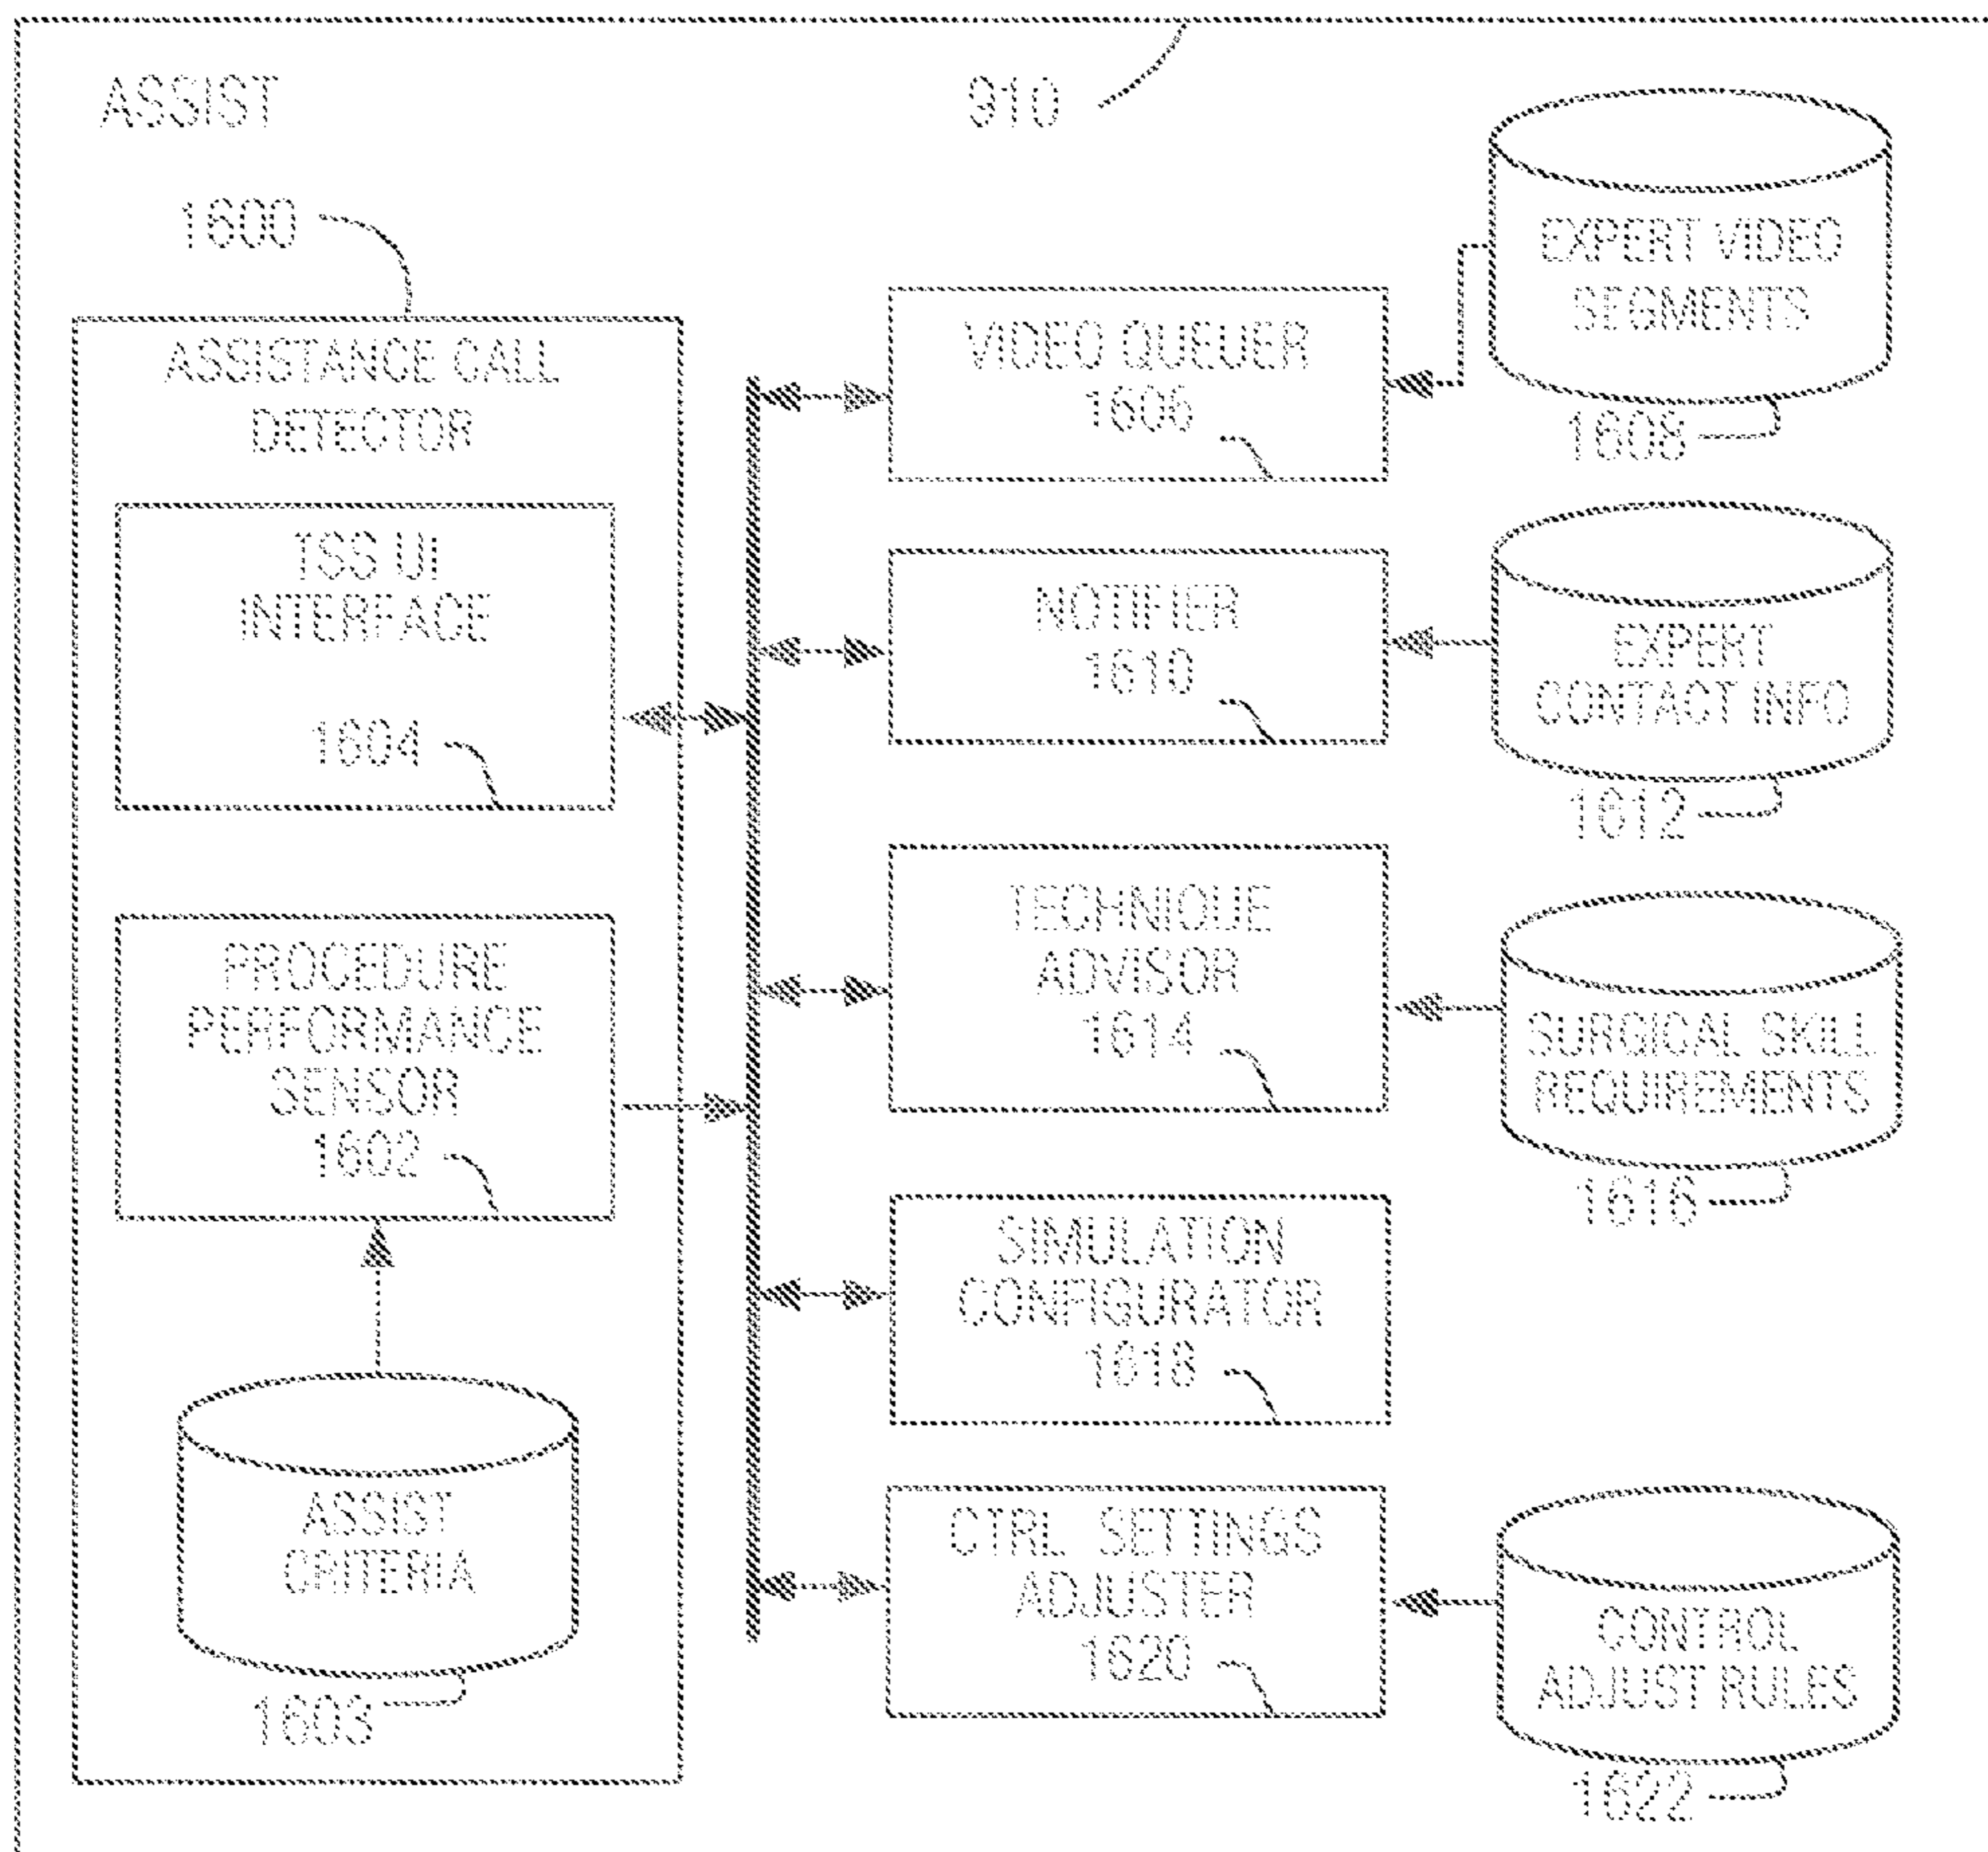 ASSIST
910
1600
ASSISTANCE CALL
DETECTOR
TSS UI
INTERFACE
1604
PROCEDURE
PERFORMANCE
SENSOR
1602
ASSIST
CRITERIA
1603
VIDEO QUEUER
1606
EXPERT VIDEO
SEGMENTS
1608
NOTIFIER
1610
EXPERT
CONTACT INFO
1612
TECHNIQUE
ADVISOR
1614
SURGICAL SKILL
REQUIREMENTS
1616
SIMULATION
CONFIGURATOR
1618
CTRL. SETTINGS
ADJUSTER
1620
CONTROL
ADJUST RULES
1622